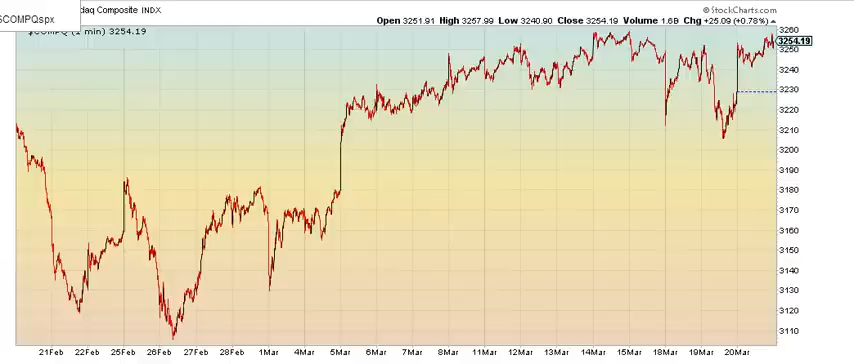 daq Composite INDX
© StockCharts.com
SCOMPQspx
Open 3251.91 High 3257.99 Low 3240.90 Close 3254.19 Volume 1.6B Chg +25.09 (+0.78%)
$COMPQ (1 min) 3254.19
3260
3254.19
3250
3240
3230
3220
3210
3200
3190
3180
3170
3160
3150
3140
3130
3120
3110
21Feb 22Feb 25Feb 26Feb 27Feb 28Feb 1Mar 4Mar 5Mar 6Mar 7Mar 8Mar 11Mar 12Mar 13Mar 14Mar 15Mar 18Mar 19Mar 20Mar